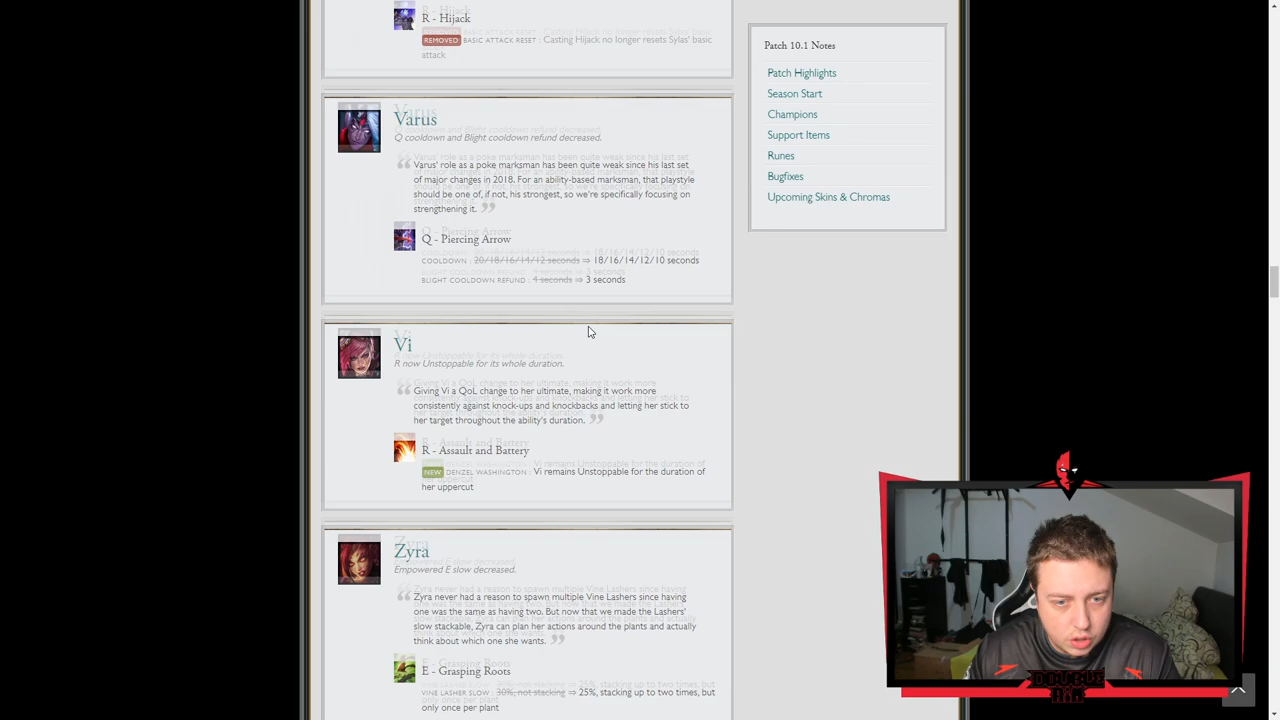 R - Hijack
REMOVED BASIC ATTACK RESET : Casting Hijack no longer resets Sylas' basic
attack
Varus
Q cooldown and Blight cooldown refund decreased.
Varus' role as a poke marksman has been quite weak since his last set
of major changes in 2018. For an ability-based marksman, that playstyle
should be one of, if not, his strongest, so we're specifically focusing on
strengthening it.
Q - Piercing Arrow
COOLDOWN : 20/18/16/14/12 seconds ⇒ 18/16/14/12/10 seconds
BLIGHT COOLDOWN REFUND : 4 seconds ⇒ 3 seconds
Vi
R now Unstoppable for its whole duration.
Giving Vi a QoL change to her ultimate, making it work more
consistently against knock-ups and knockbacks and letting her stick to
her target throughout the ability's duration.
R - Assault and Battery
NEW DENZEL WASHINGTON : Vi remains Unstoppable for the duration of
her uppercut
Zyra
Empowered E slow decreased.
Zyra never had a reason to spawn multiple Vine Lashers since having
one was the same as having two. But now that we made the Lashers'
slow stackable, Zyra can plan her actions around the plants and actually
think about which one she wants.
E - Grasping Roots
VINE LASHER SLOW : 30%, not stacking ⇒ 25%, stacking up to two times, but
only once per plant
Patch 10.1 Notes
Patch Highlights
Season Start
Champions
Support Items
Runes
Bugfixes
Upcoming Skins & Chromas
DOUBLE